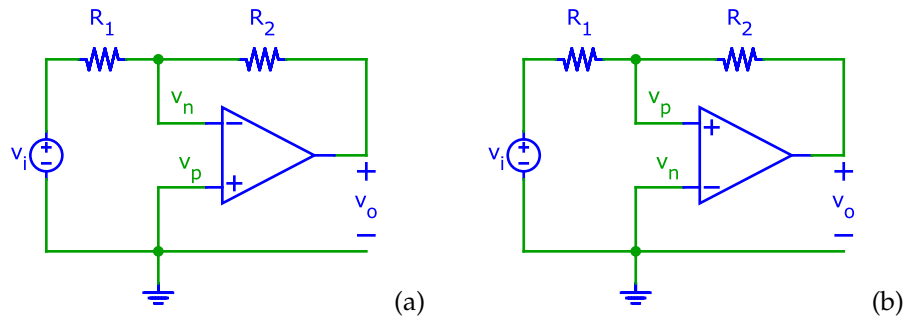 R1 R2
vn
vp
vi
+
−
−
+
+
vo
−
(a)
R1 R2
vp
vn
vi
+
−
+
−
+
vo
−
(b)